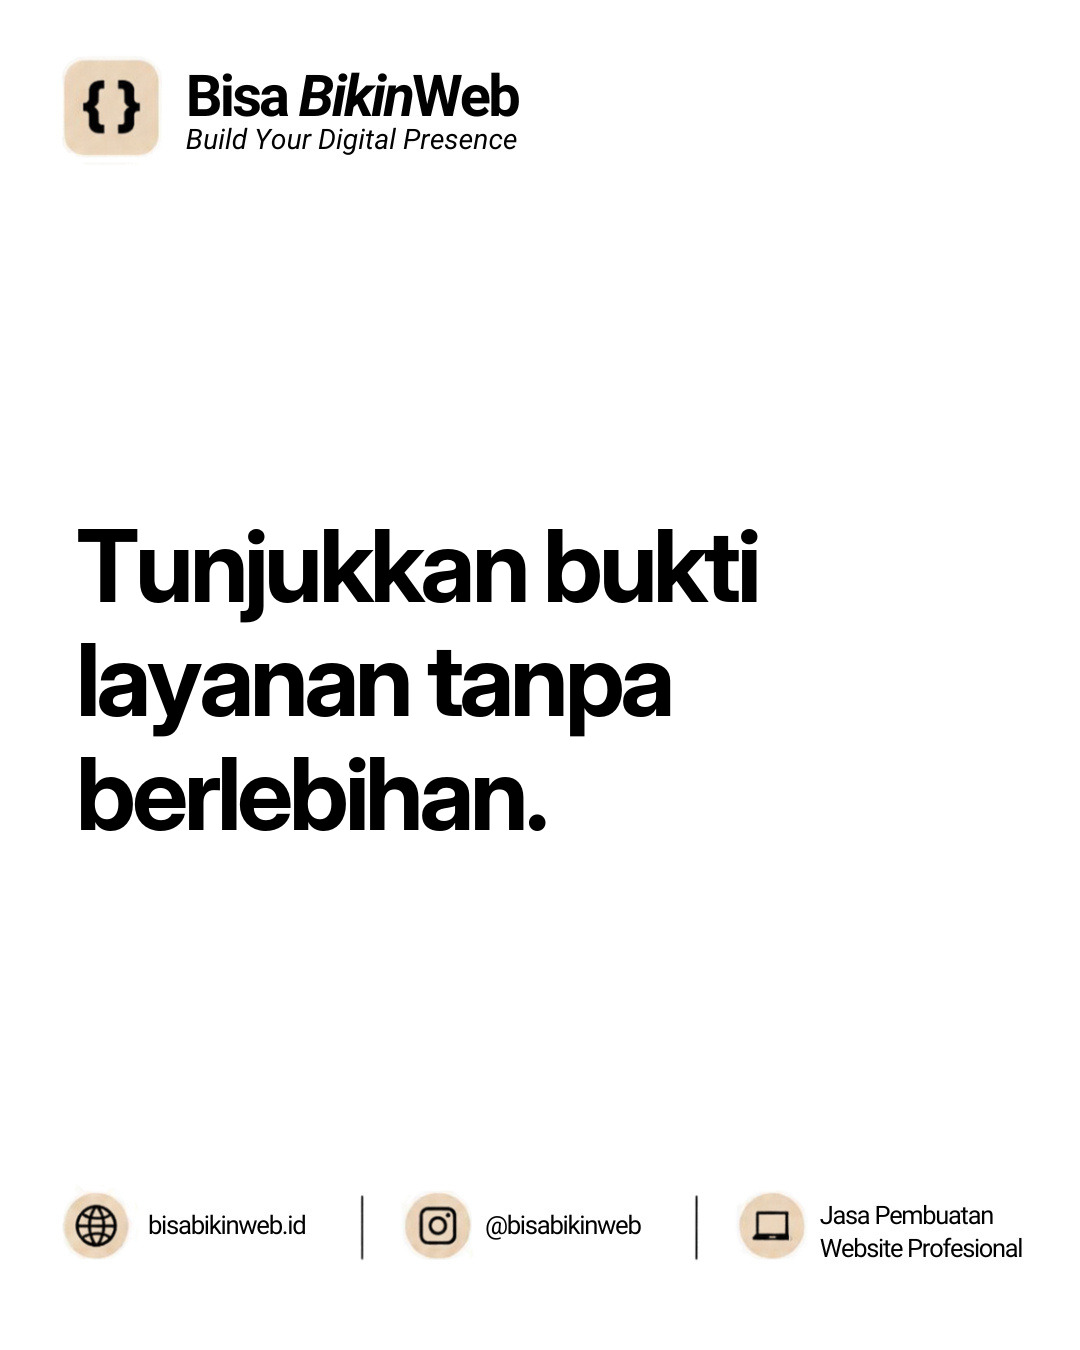 { }
Bisa BikinWeb
Build Your Digital Presence
Tunjukkan bukti
layanan tanpa
berlebihan.
bisabikinweb.id
@bisabikinweb
Jasa Pembuatan
Website Profesional